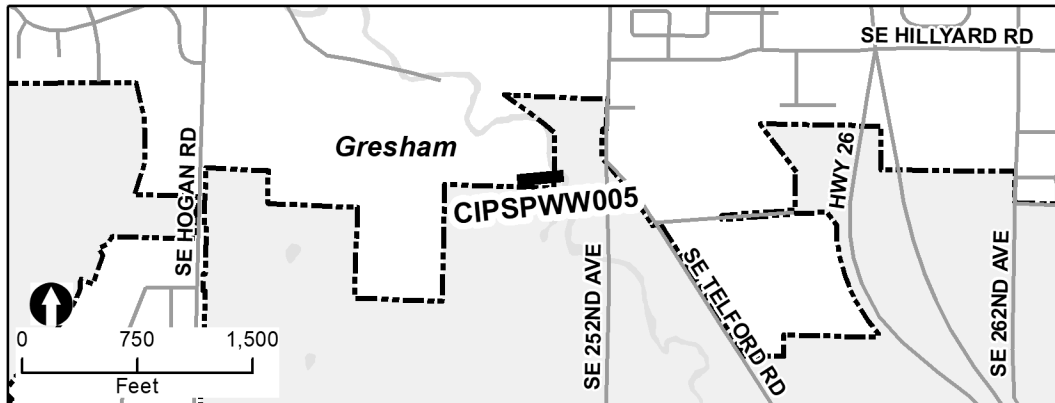 SE HILLYARD RD
Gresham
HWY 26
CIPSPWW005
SE HOGAN RD
SE 252ND AVE
SE TELFORD RD
SE 262ND AVE
0 750 1,500
Feet